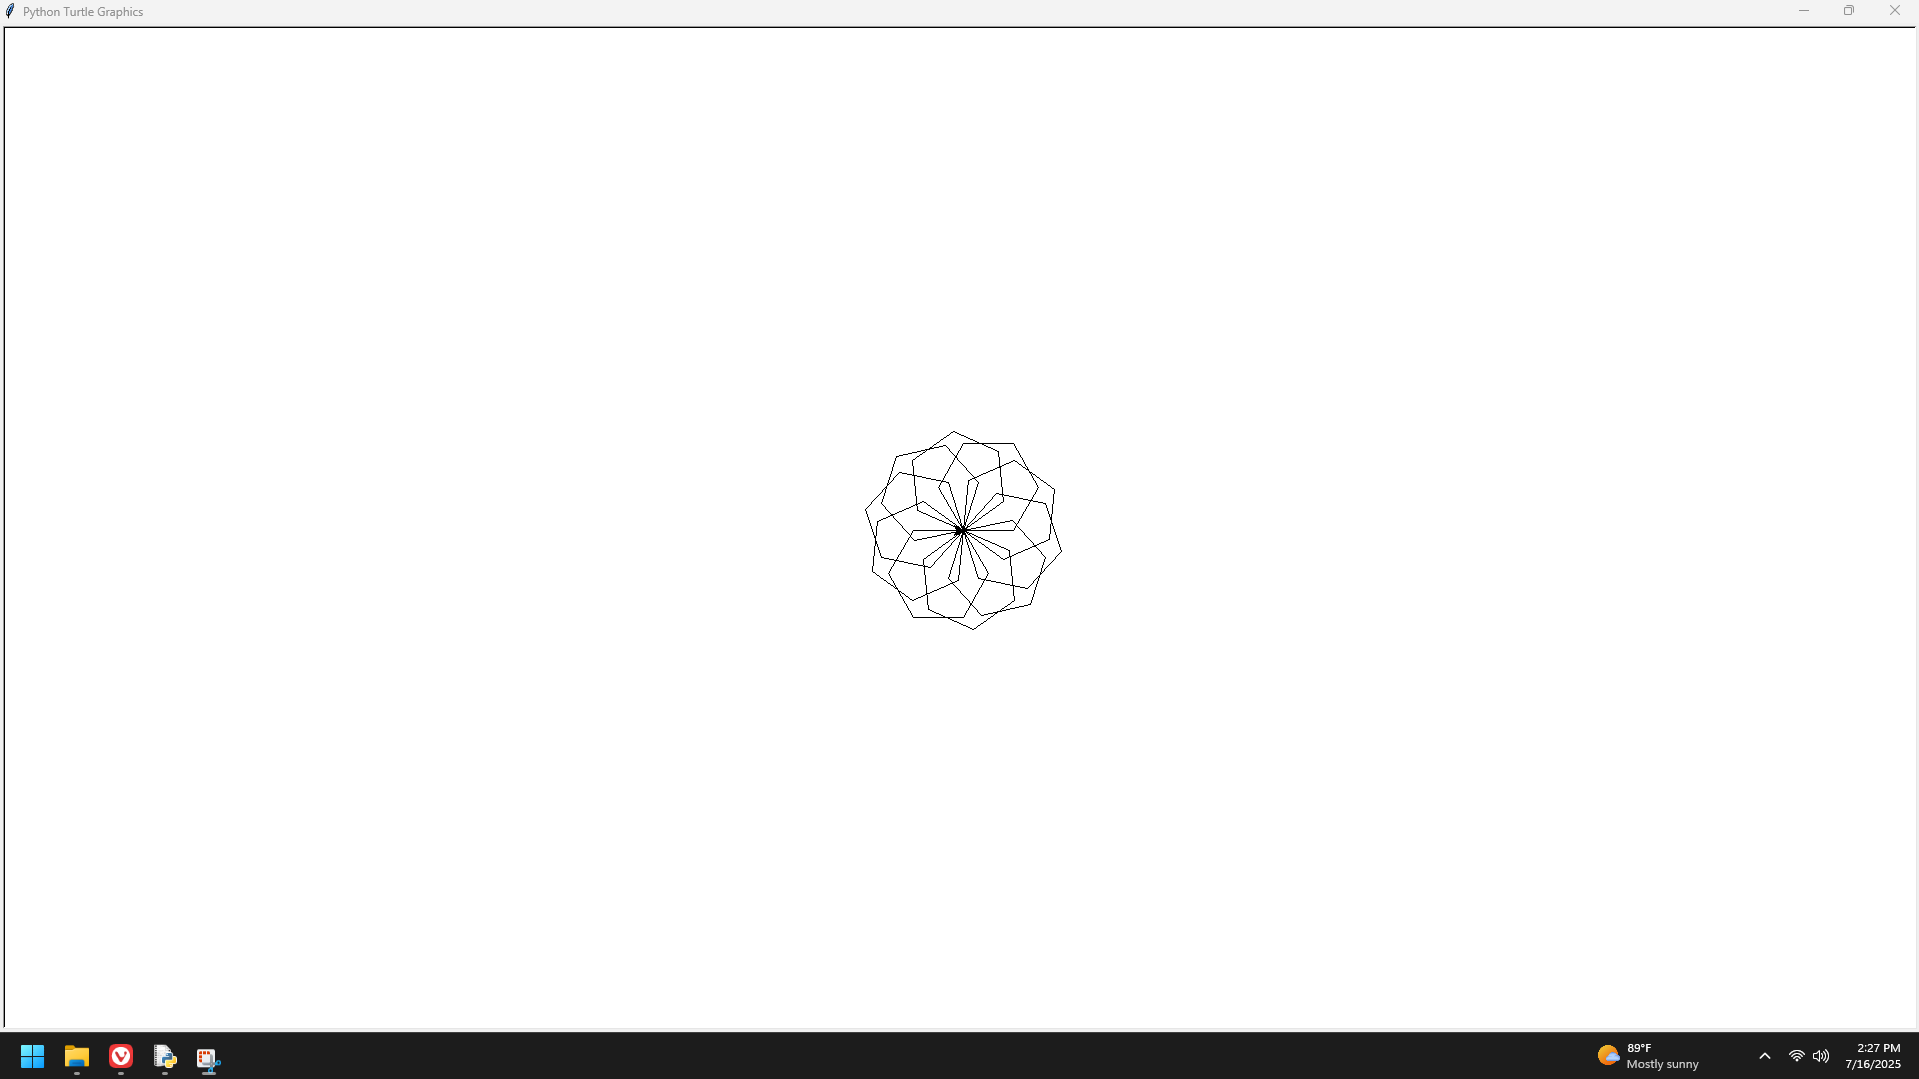 Python Turtle Graphics
89°F
Mostly sunny
2:27 PM
7/16/2025